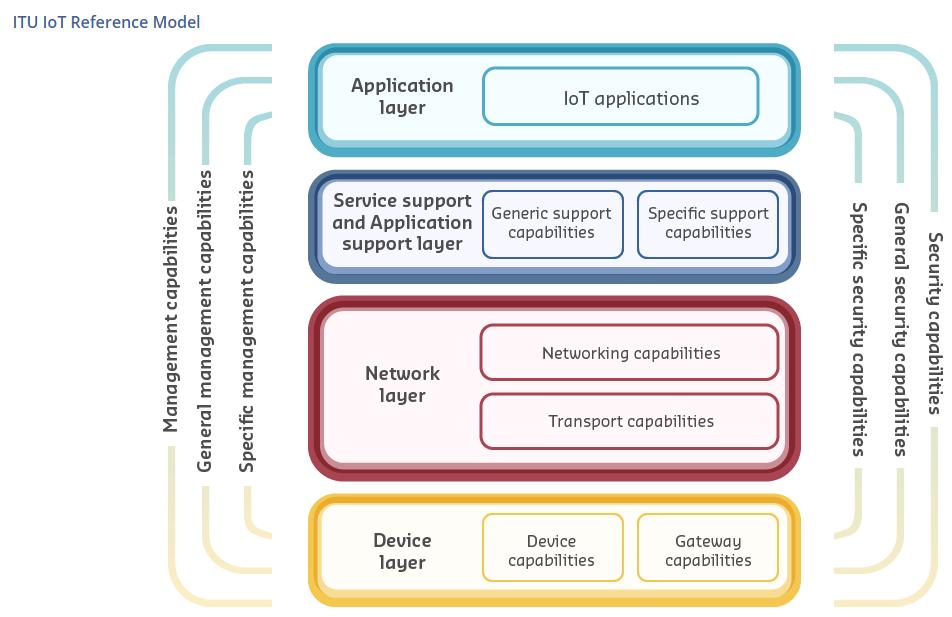 ITU IoT Reference Model
Management capabilities
General management capabilities
Specific management capabilities
Application
layer
IoT applications
Service support
and Application
support layer
Generic support
capabilities
Specific support
capabilities
Network
layer
Networking capabilities
Transport capabilities
Device
layer
Device
capabilities
Gateway
capabilities
Specific security capabilities
General security capabilities
Security capabilities